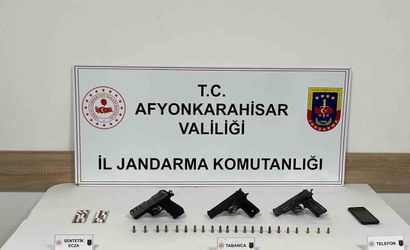 T.C.
AFYONKARAHİSAR
VALİLİĞİ
İL JANDARMA KOMUTANLIĞI
SENTETİK
ECZA
TABANCA
TELEFON